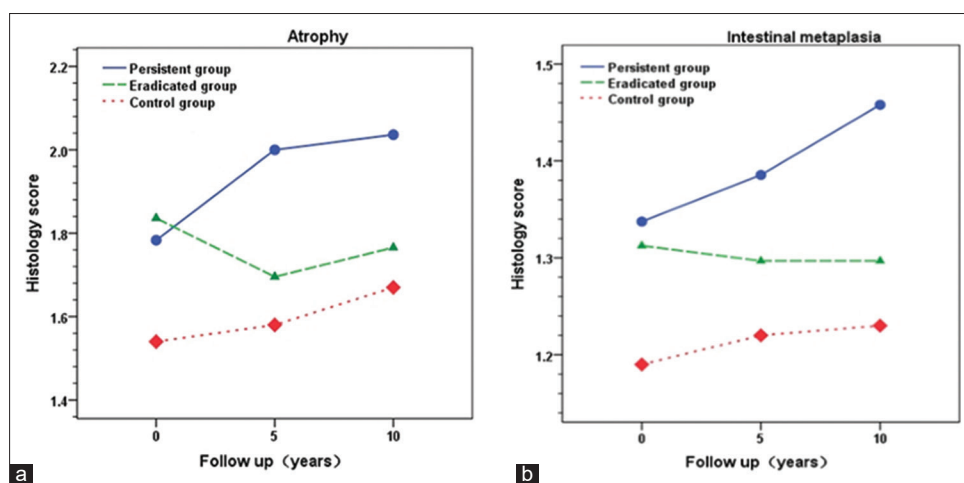 Atrophy
Persistent group
Eradicated group
Control group
Histology score
2.2
2.0
1.8
1.6
1.4
0
5
10
Follow up（years）
a
Intestinal metaplasia
Persistent group
Eradicated group
Control group
Histology score
1.5
1.4
1.3
1.2
0
5
10
Follow up（years）
b